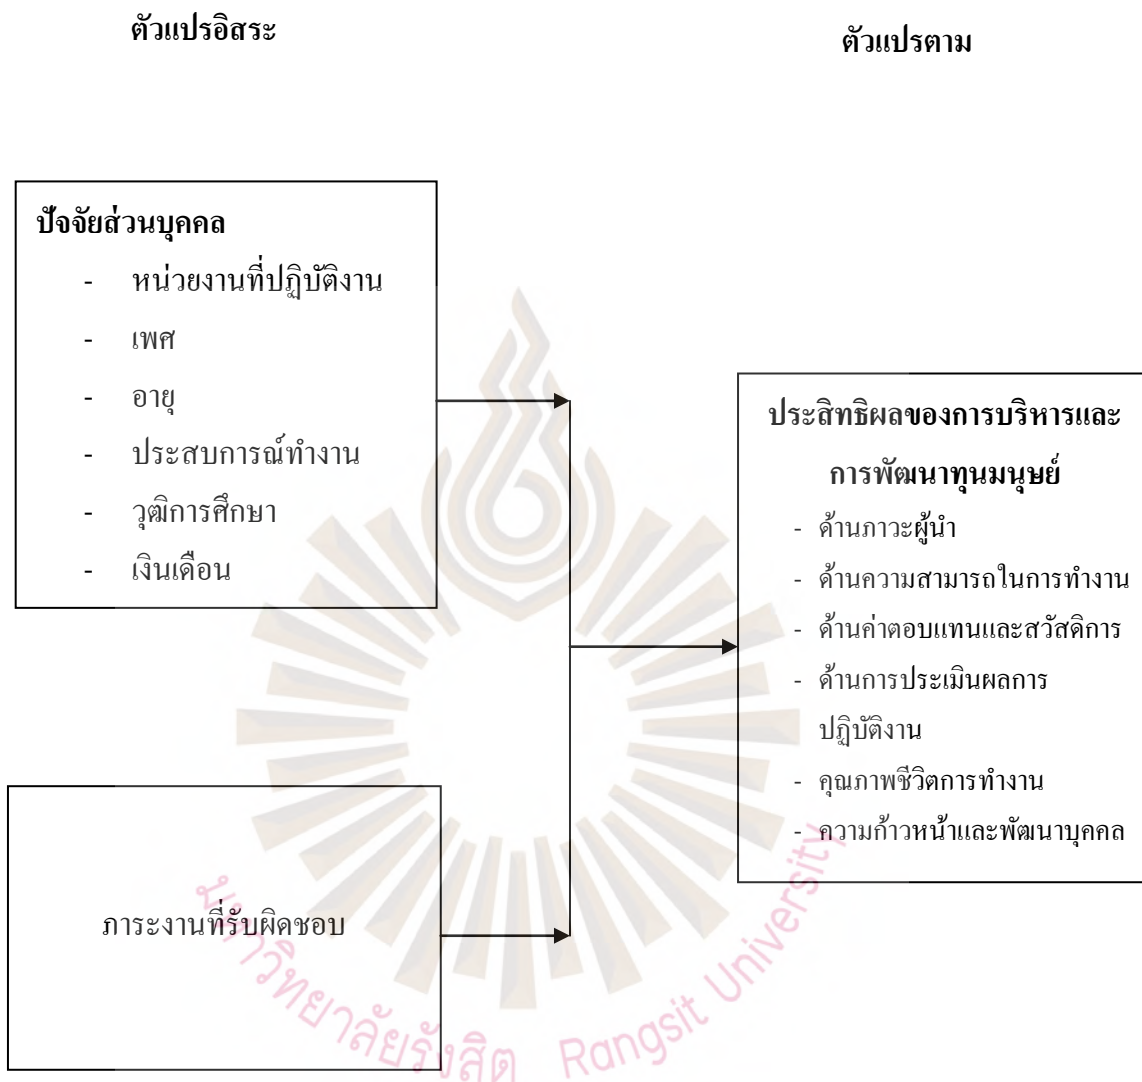 ตัวแปรอิสระ
ตัวแปรตาม
ปัจจัยส่วนบุคคล
- หน่วยงานที่ปฏิบัติงาน
- เพศ
- อายุ
- ประสบการณ์ทำงาน
- วุฒิการศึกษา
- เงินเดือน
ภาระงานที่รับผิดชอบ
ประสิทธิผลของการบริหารและ
การพัฒนาทุนมนุษย์
- ด้านภาวะผู้นำ
- ด้านความสามารถในการทำงาน
- ด้านค่าตอบแทนและสวัสดิการ
- ด้านการประเมินผลการ
ปฏิบัติงาน
- คุณภาพชีวิตการทำงาน
- ความก้าวหน้าและพัฒนาบุคคล
มหาวิทยาลัยรังสิต Rangsit University